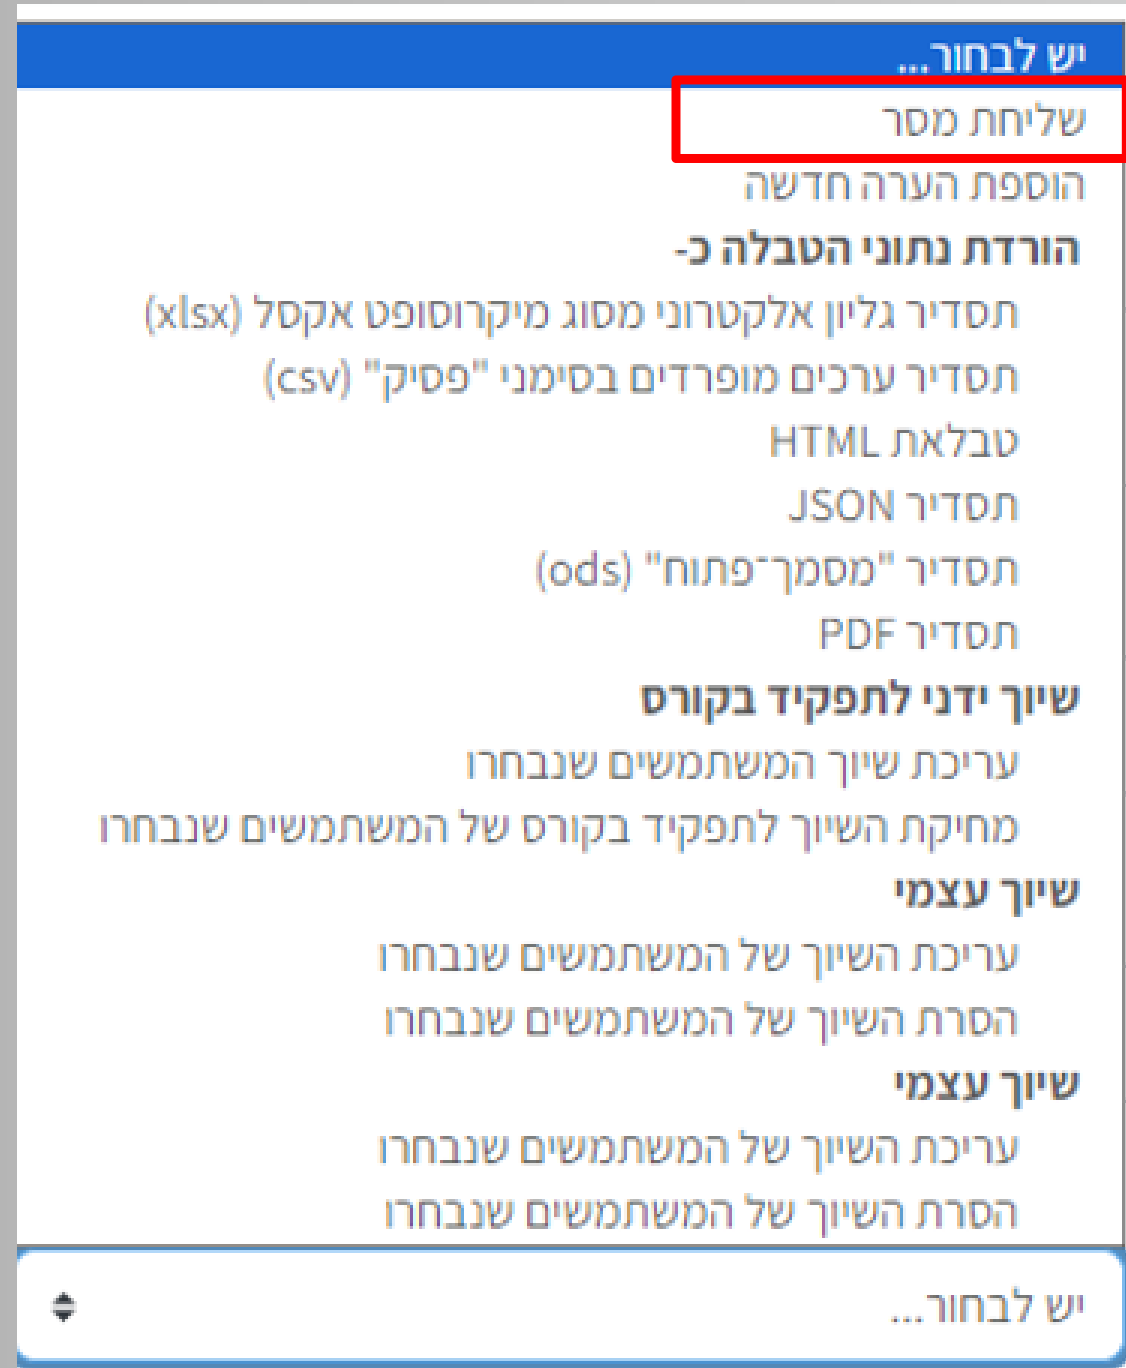 יש לבחור...
שליחת מסר
הוספת הערה חדשה
הורדת נתוני הטבלה כ-
תסדיר גליון אלקטרוני מסוג מיקרוסופט אקסל (xlsx)
תסדיר ערכים מופרדים בסימני "פסיק" (csv)
טבלאת HTML
תסדיר JSON
תסדיר "מסמך־פתוח" (ods)
תסדיר PDF
שיוך ידני לתפקיד בקורס
עריכת שיוך המשתמשים שנבחרו
מחיקת השיוך לתפקיד בקורס של המשתמשים שנבחרו
שיוך עצמי
עריכת השיוך של המשתמשים שנבחרו
הסרת השיוך של המשתמשים שנבחרו
שיוך עצמי
עריכת השיוך של המשתמשים שנבחרו
הסרת השיוך של המשתמשים שנבחרו
יש לבחור...